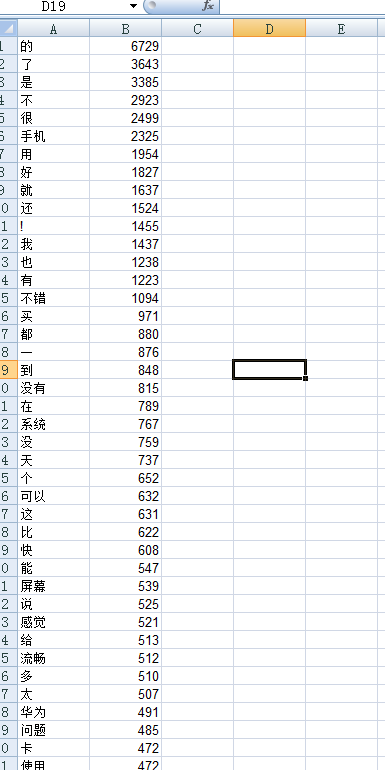 D19 fx
A B C D E
1 的 6729
2 了 3643
3 是 3385
4 不 2923
5 很 2499
6 手机 2325
7 用 1954
8 好 1827
9 就 1637
0 还 1524
1 ! 1455
2 我 1437
3 也 1238
4 有 1223
5 不错 1094
6 买 971
7 都 880
8 一 876
9 到 848
0 没有 815
1 在 789
2 系统 767
3 没 759
4 天 737
5 个 652
6 可以 632
7 这 631
8 比 622
9 快 608
0 能 547
1 屏幕 539
2 说 525
3 感觉 521
4 给 513
5 流畅 512
6 多 510
7 太 507
8 华为 491
9 问题 485
0 卡 472
1 使用 472